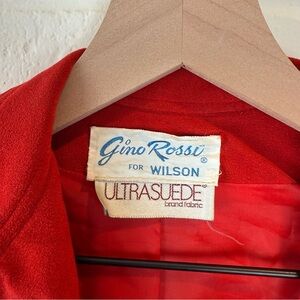 Gino Rossi®
FOR WILSON
ULTRASUEDE®
brand fabric